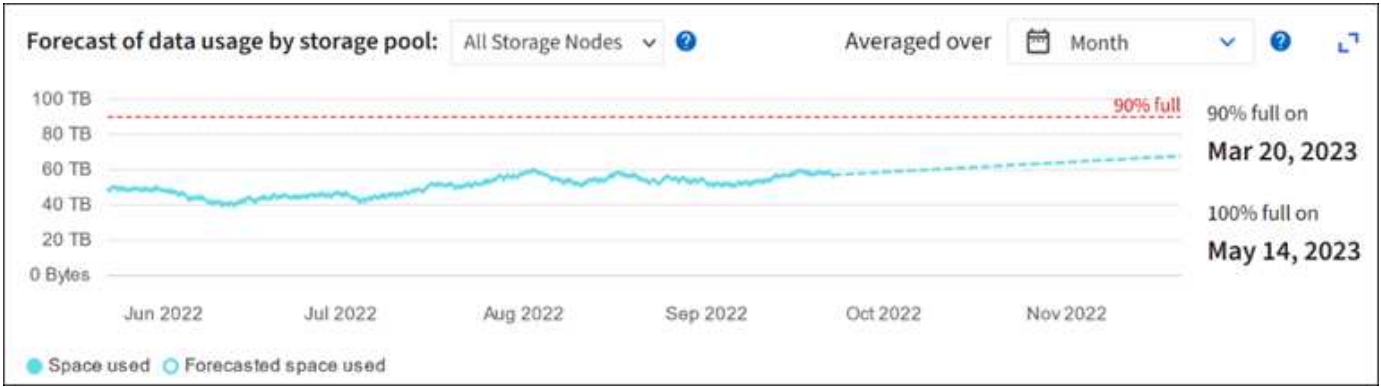 Forecast of data usage by storage pool: All Storage Nodes ? Averaged over Month ?
100 TB
90% full
80 TB
60 TB
40 TB
20 TB
0 Bytes
Jun 2022 Jul 2022 Aug 2022 Sep 2022 Oct 2022 Nov 2022
Space used Forecasted space used
90% full on
Mar 20, 2023
100% full on
May 14, 2023